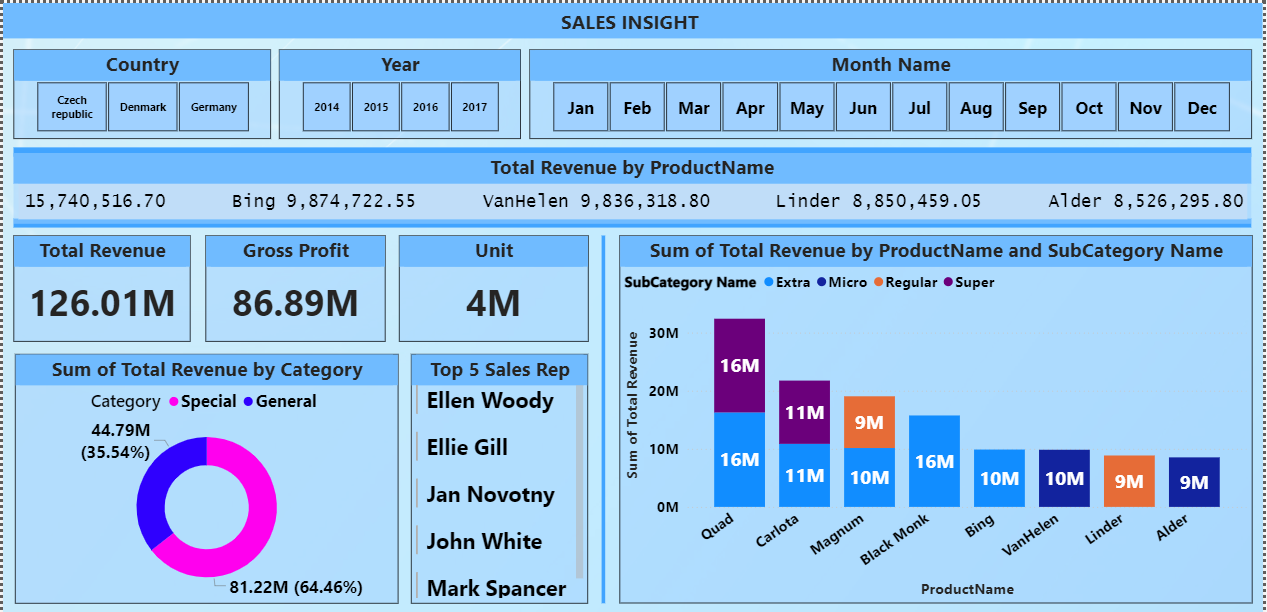 SALES INSIGHT
Country
Year
Month Name
Czech republic
Denmark
Germany
2014
2015
2016
2017
Jan
Feb
Mar
Apr
May
Jun
Jul
Aug
Sep
Oct
Nov
Dec
Total Revenue by ProductName
15,740,516.70
Bing 9,874,722.55
VanHelen 9,836,318.80
Linder 8,850,459.05
Alder 8,526,295.80
Total Revenue
126.01M
Gross Profit
86.89M
Unit
4M
Sum of Total Revenue by Category
Category Special General
44.79M
(35.54%)
81.22M (64.46%)
Top 5 Sales Rep
Ellen Woody
Ellie Gill
Jan Novotny
John White
Mark Spancer
Sum of Total Revenue by ProductName and SubCategory Name
SubCategory Name Extra Micro Regular Super
Sum of Total Revenue
30M
20M
10M
0M
16M
16M
11M
11M
9M
10M
16M
10M
10M
9M
9M
Quad
Carlota
Magnum
Black Monk
Bing
VanHelen
Linder
Alder
ProductName